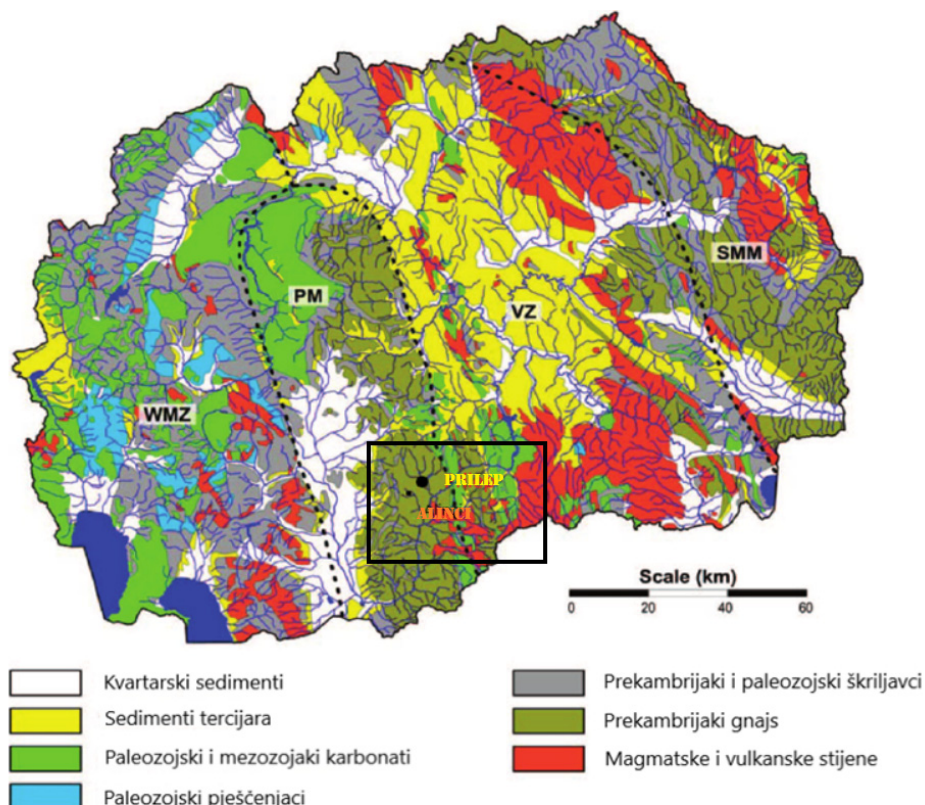 SMM
PM
VZ
WMZ
PRILEP
ALINCI
Scale (km)
0 20 40 60
Kvartarski sedimenti
Sedimenti tercijara
Paleozojski i mezozojaki karbonati
Paleozojski pješčenjaci
Prekambrijaki i paleozojski škriljavci
Prekambrijaki gnajs
Magmatske i vulkanske stijene